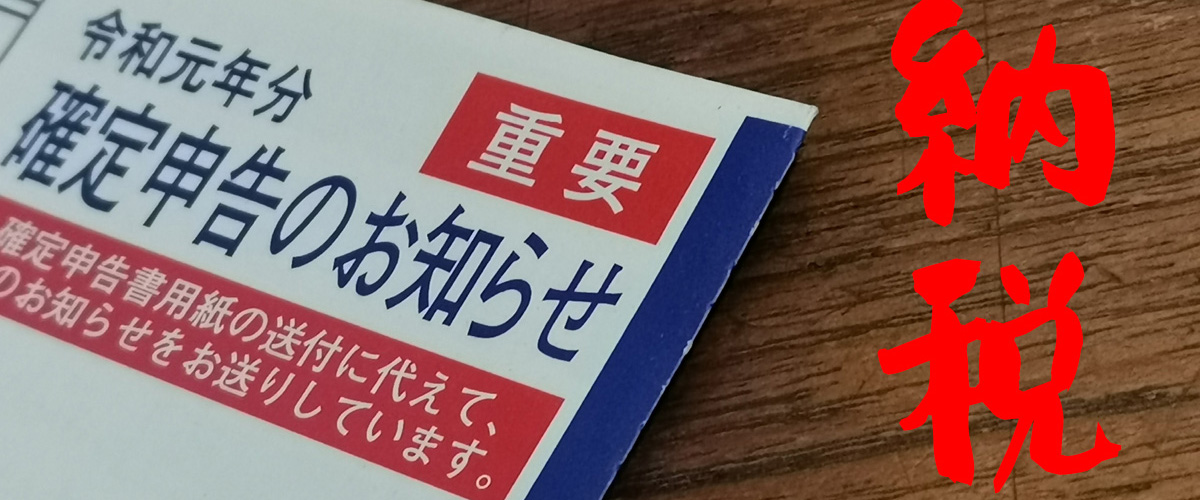 令和元年分
重要
確定申告のお知らせ
確定申告書用紙の送付に代えて、
のお知らせをお送りしています。
納税